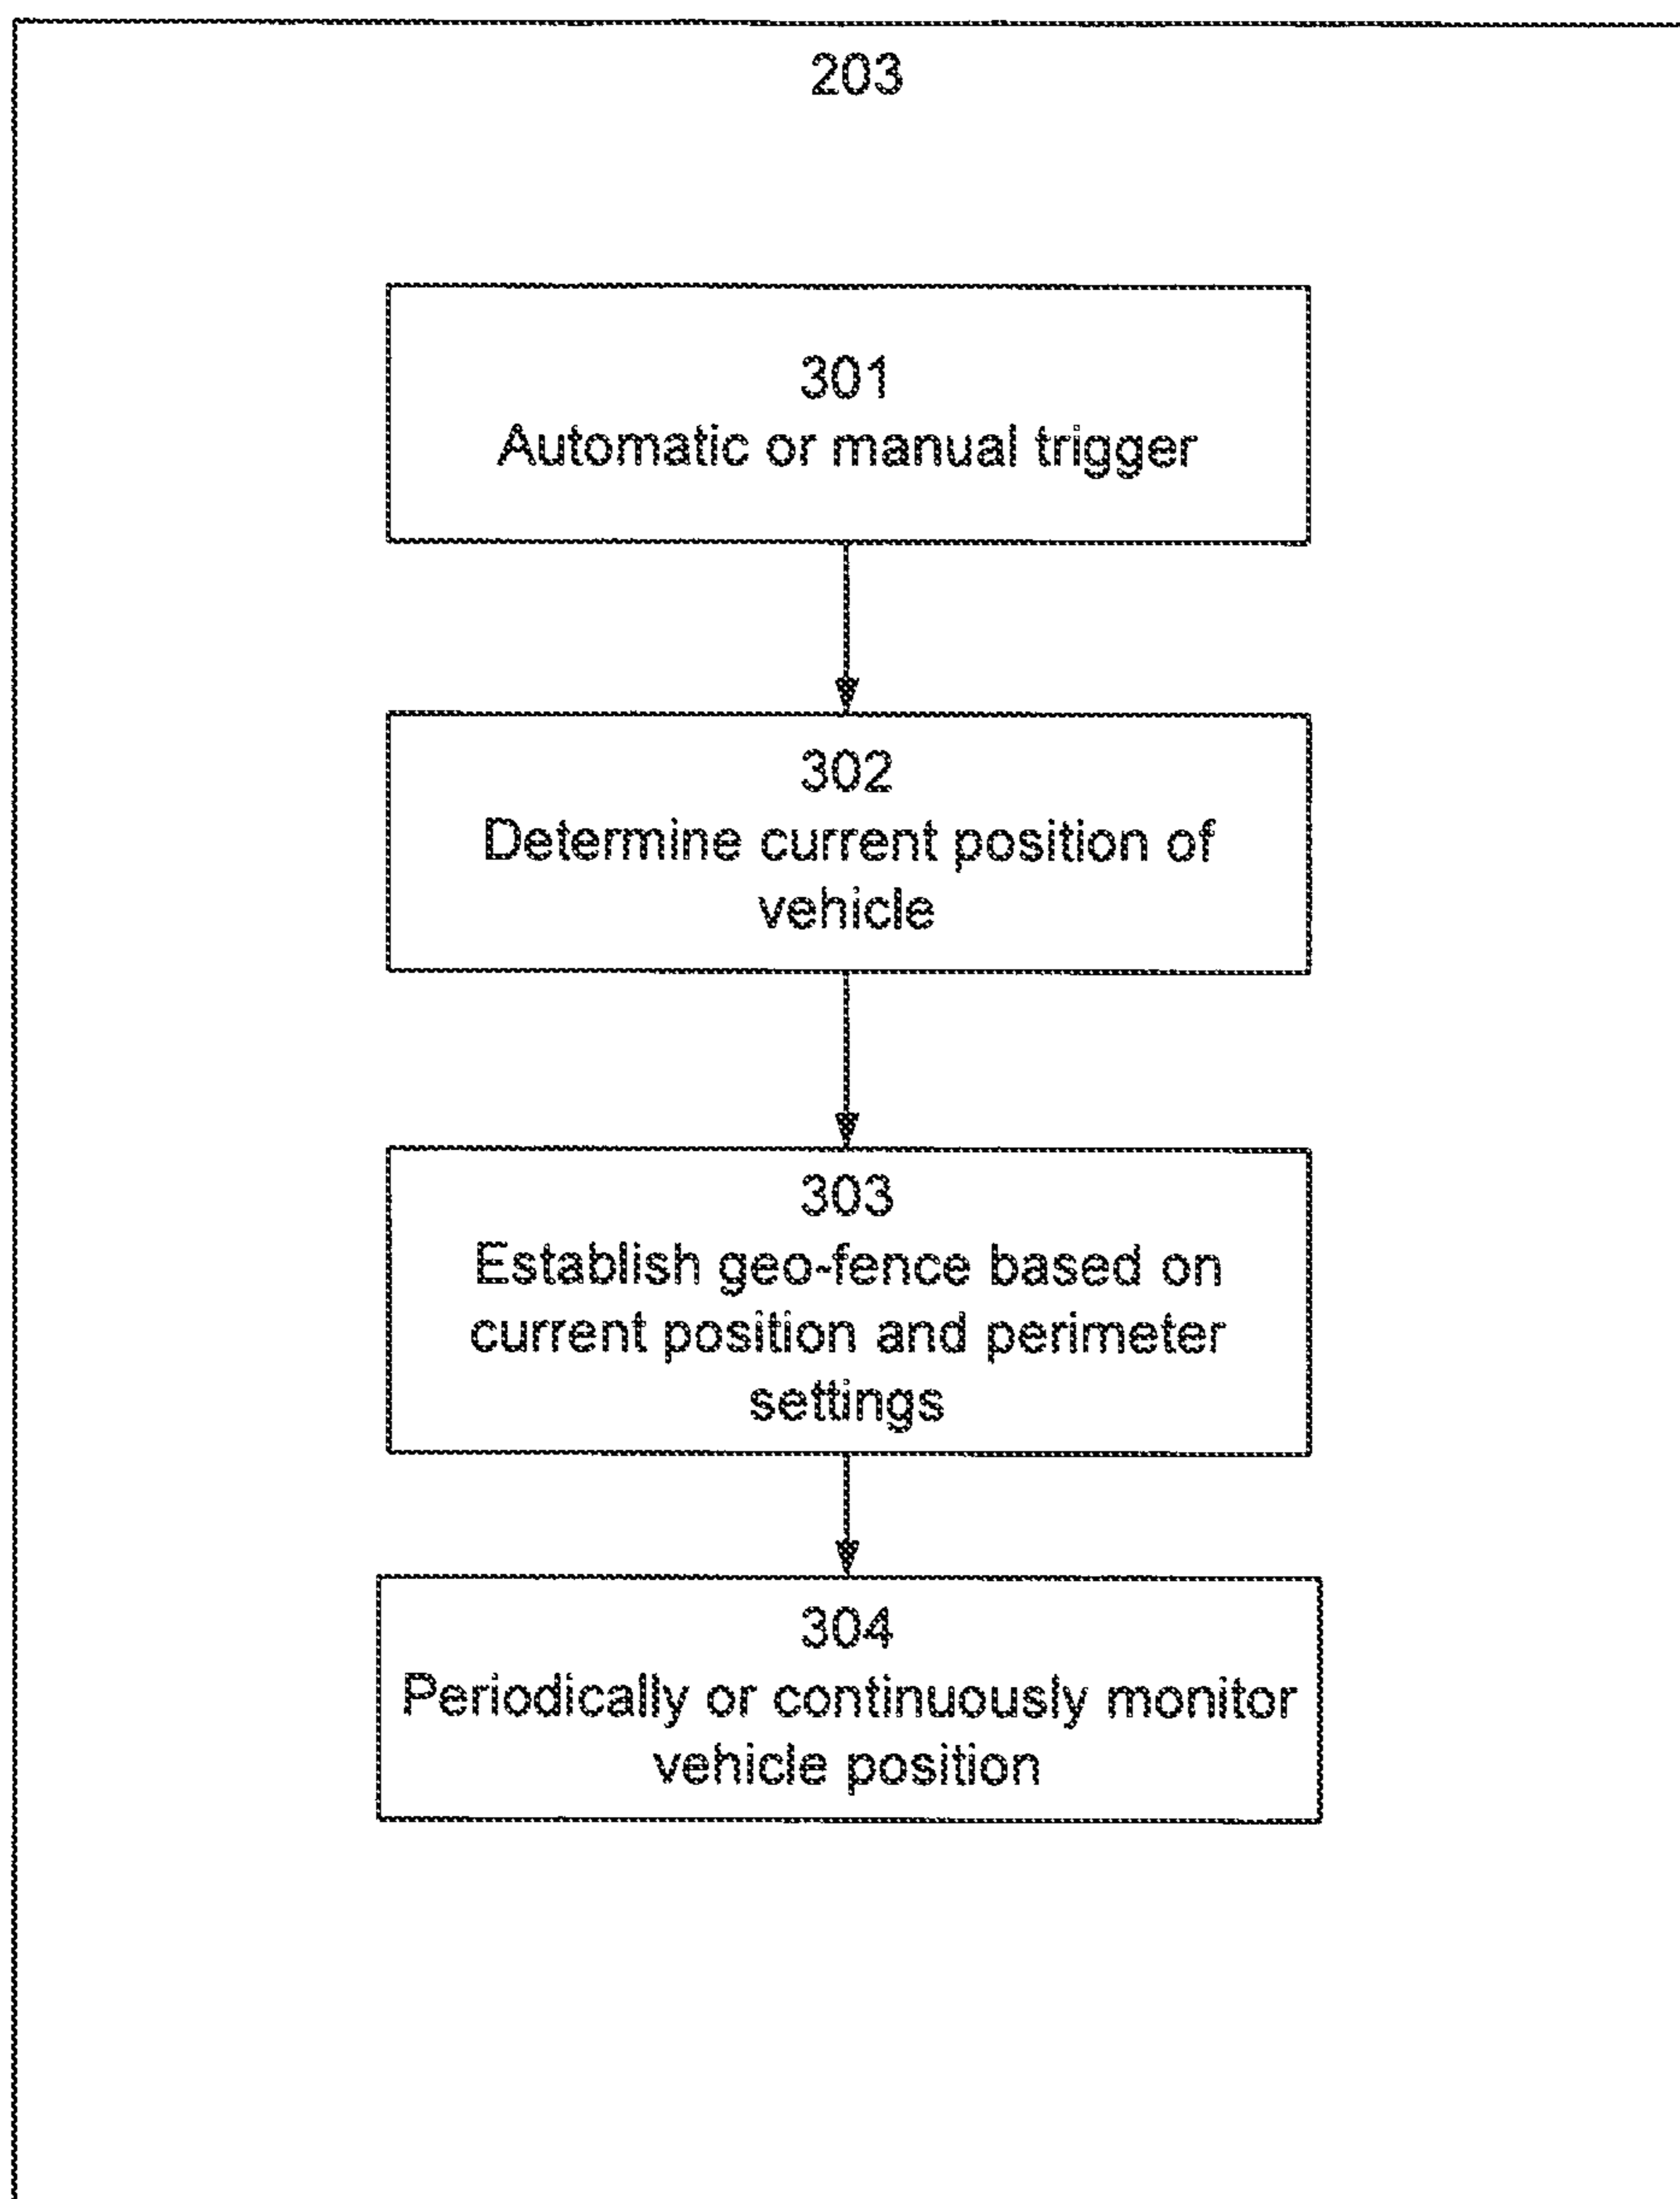 203
301
Automatic or manual trigger
302
Determine current position of
vehicle
303
Establish geo-fence based on
current position and perimeter
settings
304
Periodically or continuously monitor
vehicle position